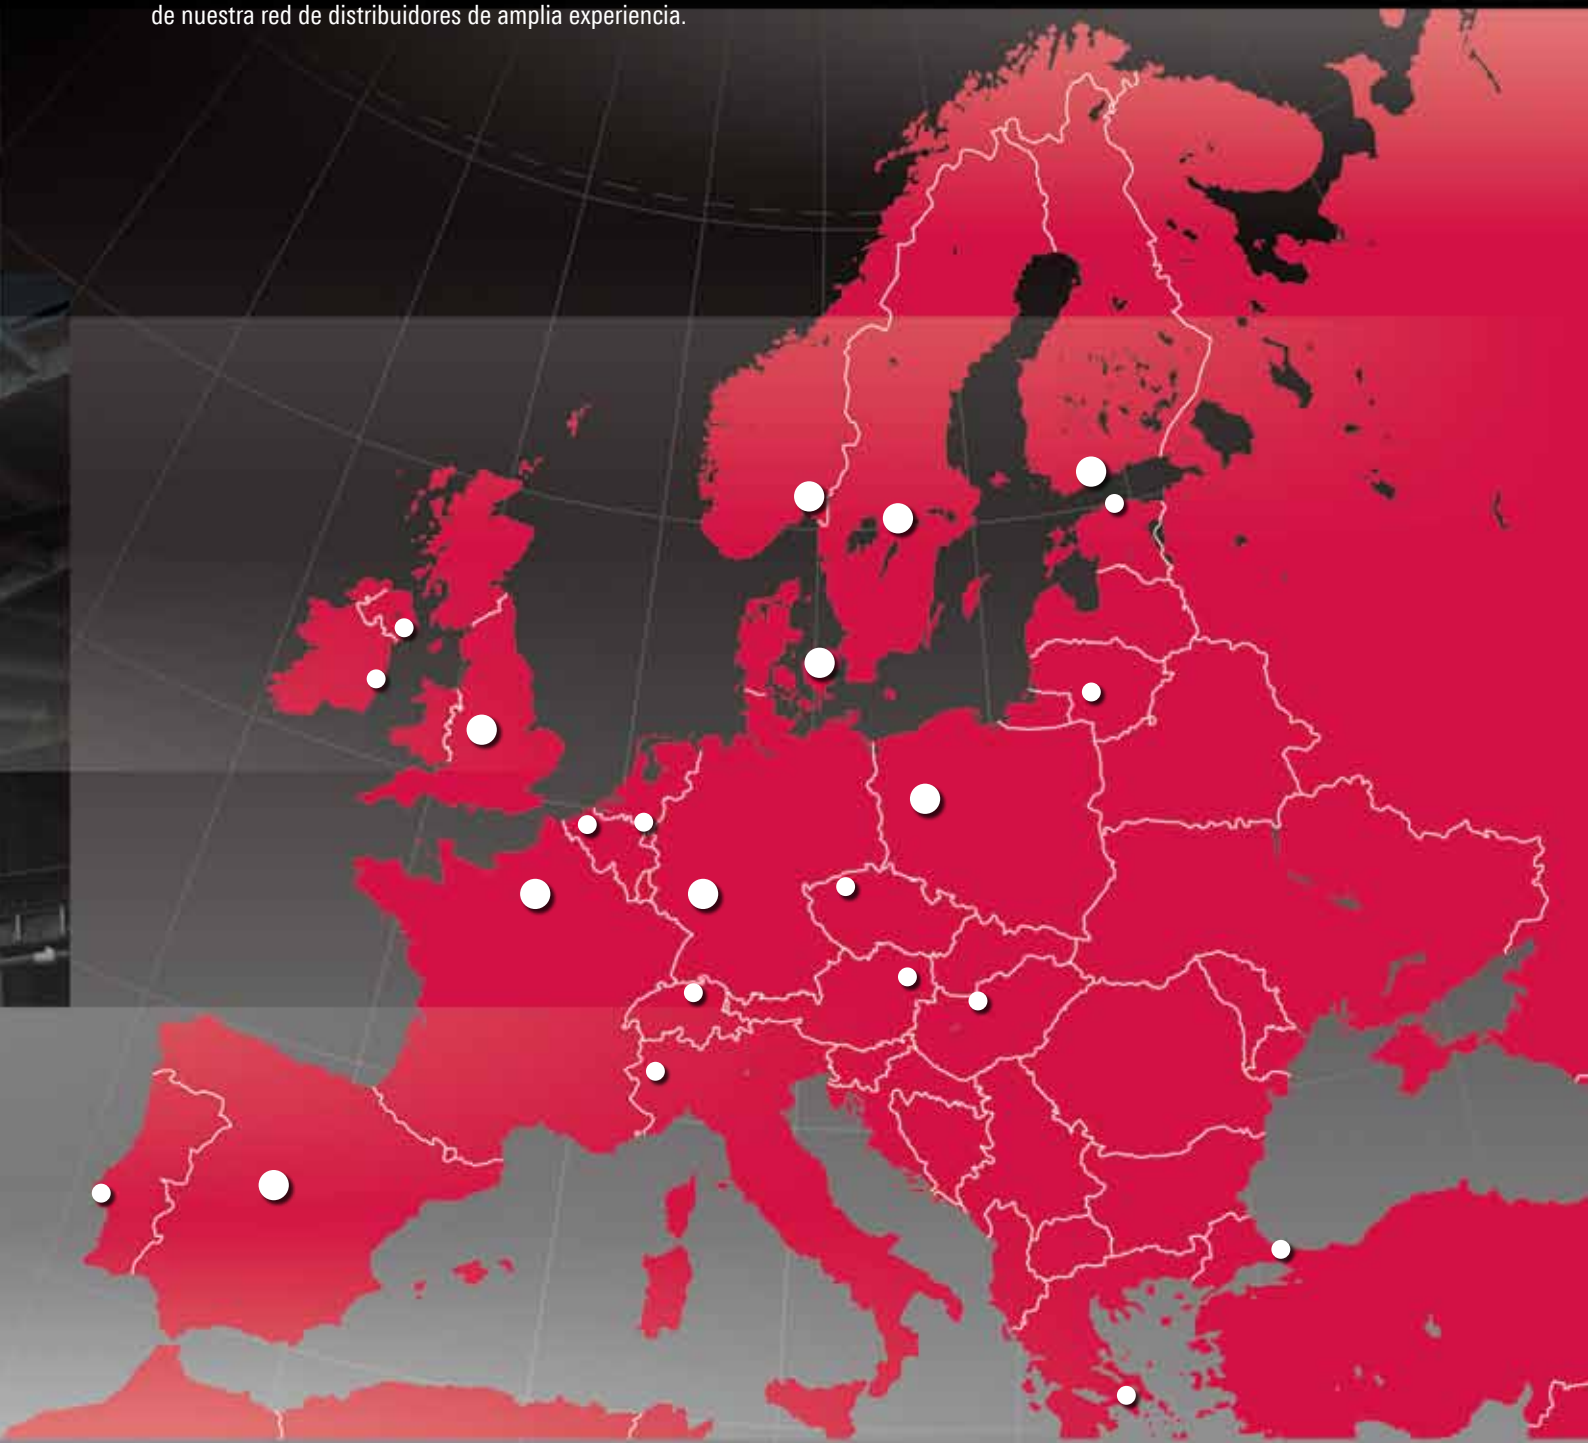 de nuestra red de distribuidores de amplia experiencia.